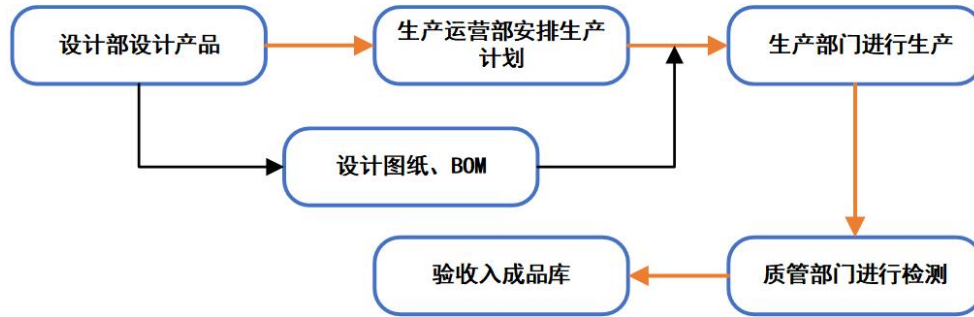 设计部设计产品
生产运营部安排生产
计划
生产部门进行生产
设计图纸、BOM
验收入成品库
质管部门进行检测